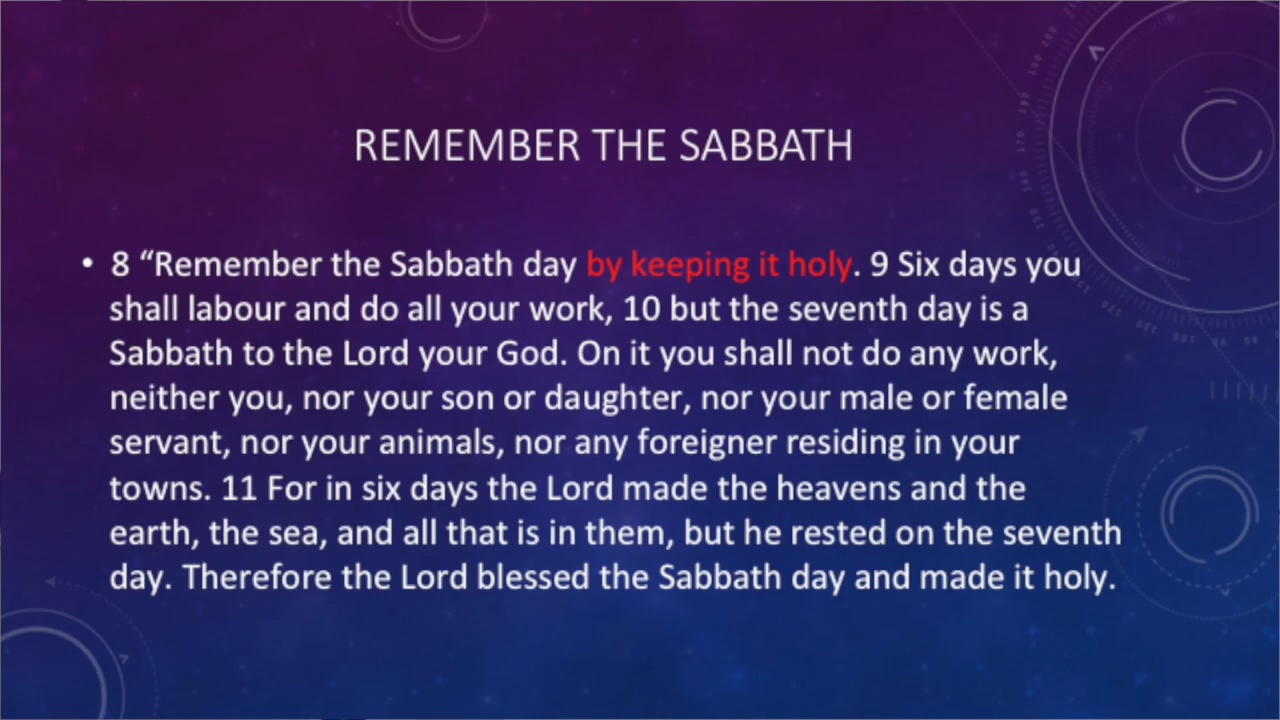 REMEMBER THE SABBATH
• 8 “Remember the Sabbath day by keeping it holy. 9 Six days you
shall labour and do all your work, 10 but the seventh day is a
Sabbath to the Lord your God. On it you shall not do any work,
neither you, nor your son or daughter, nor your male or female
servant, nor your animals, nor any foreigner residing in your
towns. 11 For in six days the Lord made the heavens and the
earth, the sea, and all that is in them, but he rested on the seventh
day. Therefore the Lord blessed the Sabbath day and made it holy.